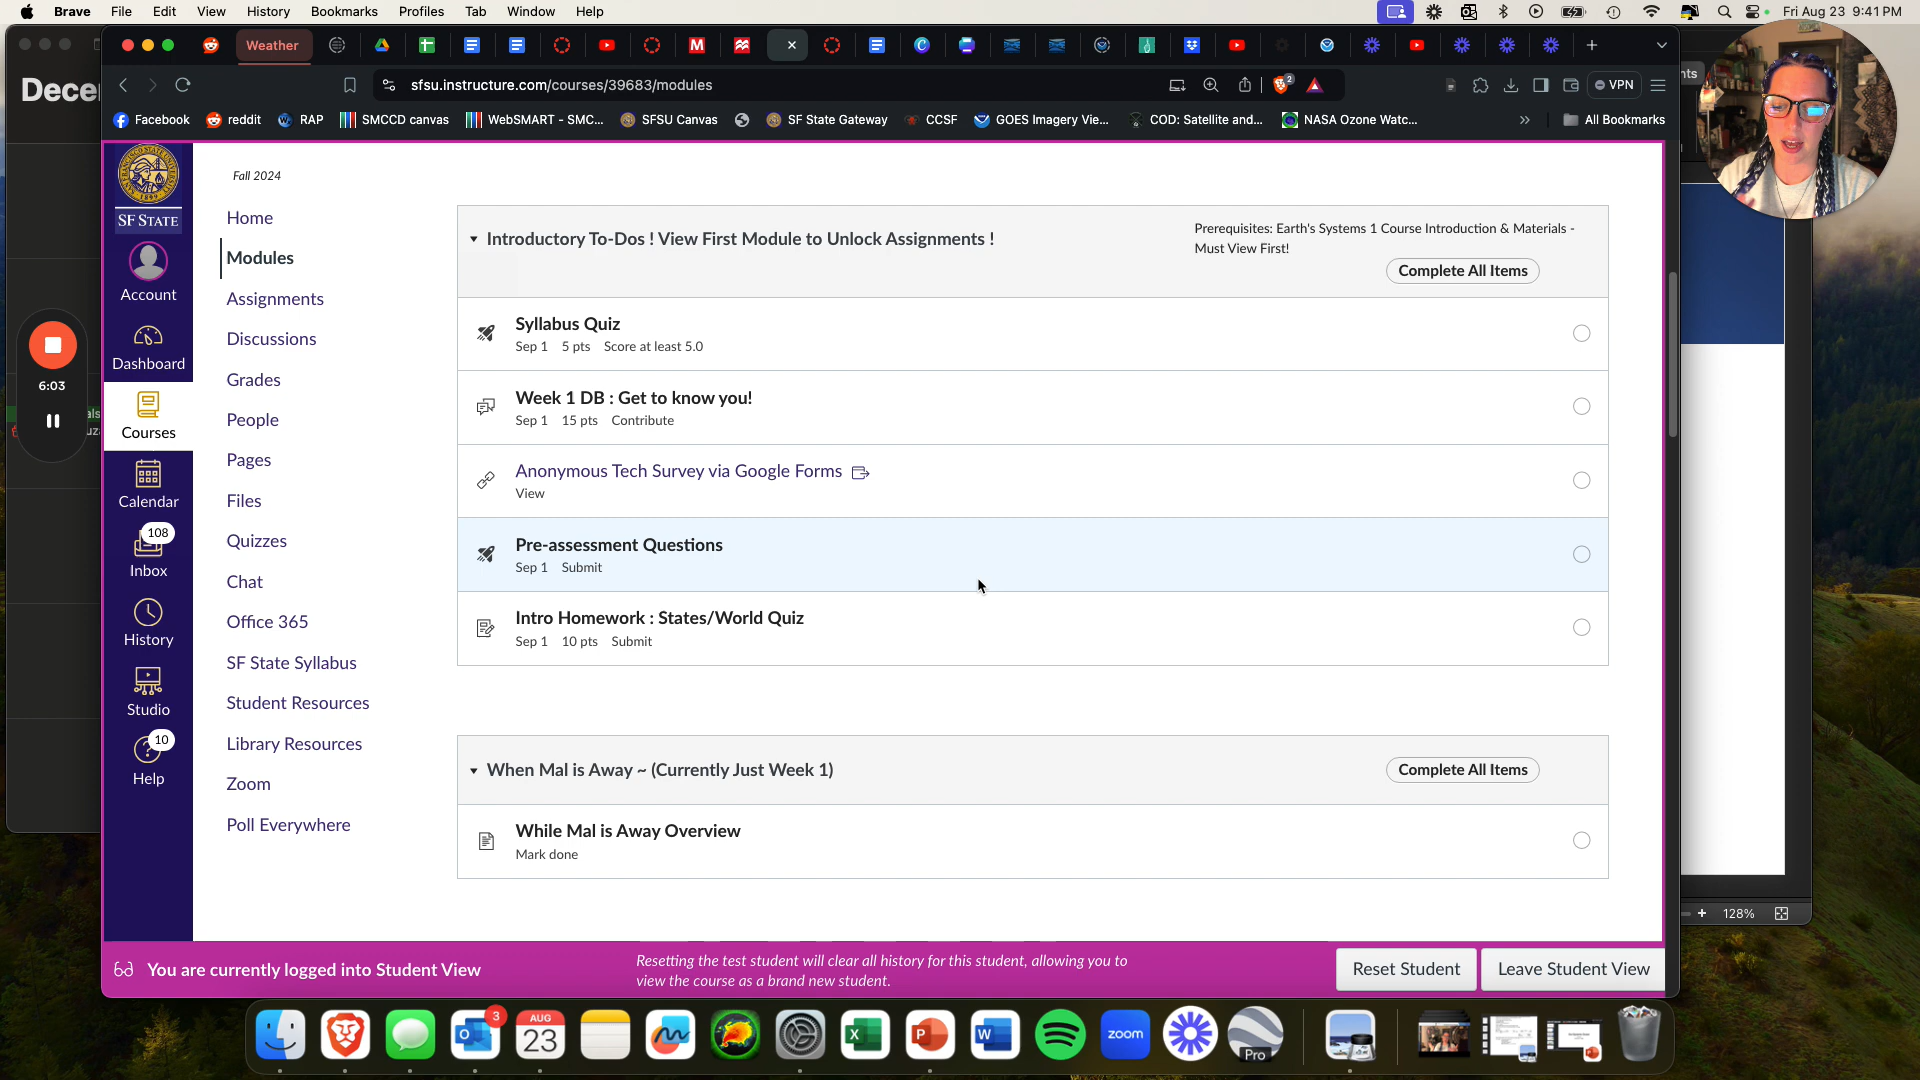 Brave File Edit View History Bookmarks Profiles Tab Window Help
Fri Aug 23 9:41 PM
Decem
Weather
sfsu.instructure.com/courses/39683/modules
2
VPN
Facebook reddit RAP SMCCD canvas WebSMART - SMC... SFSU Canvas SF State Gateway CCSF GOES Imagery Vie... COD: Satellite and... NASA Ozone Watc... All Bookmarks
SF STATE
Account
Dashboard
Courses
Calendar
108
Inbox
History
Studio
10
Help
6:03
Fall 2024
Home
Modules
Assignments
Discussions
Grades
People
Pages
Files
Quizzes
Chat
Office 365
SF State Syllabus
Student Resources
Library Resources
Zoom
Poll Everywhere
Introductory To-Dos ! View First Module to Unlock Assignments !
Prerequisites: Earth's Systems 1 Course Introduction & Materials -
Must View First!
Complete All Items
Syllabus Quiz
Sep 1 5 pts Score at least 5.0
Week 1 DB : Get to know you!
Sep 1 15 pts Contribute
Anonymous Tech Survey via Google Forms
View
Pre-assessment Questions
Sep 1 Submit
Intro Homework : States/World Quiz
Sep 1 10 pts Submit
When Mal is Away ~ (Currently Just Week 1)
Complete All Items
While Mal is Away Overview
Mark done
128%
You are currently logged into Student View
Resetting the test student will clear all history for this student, allowing you to
view the course as a brand new student.
Reset Student
Leave Student View
3
AUG
23
zoom
Pro